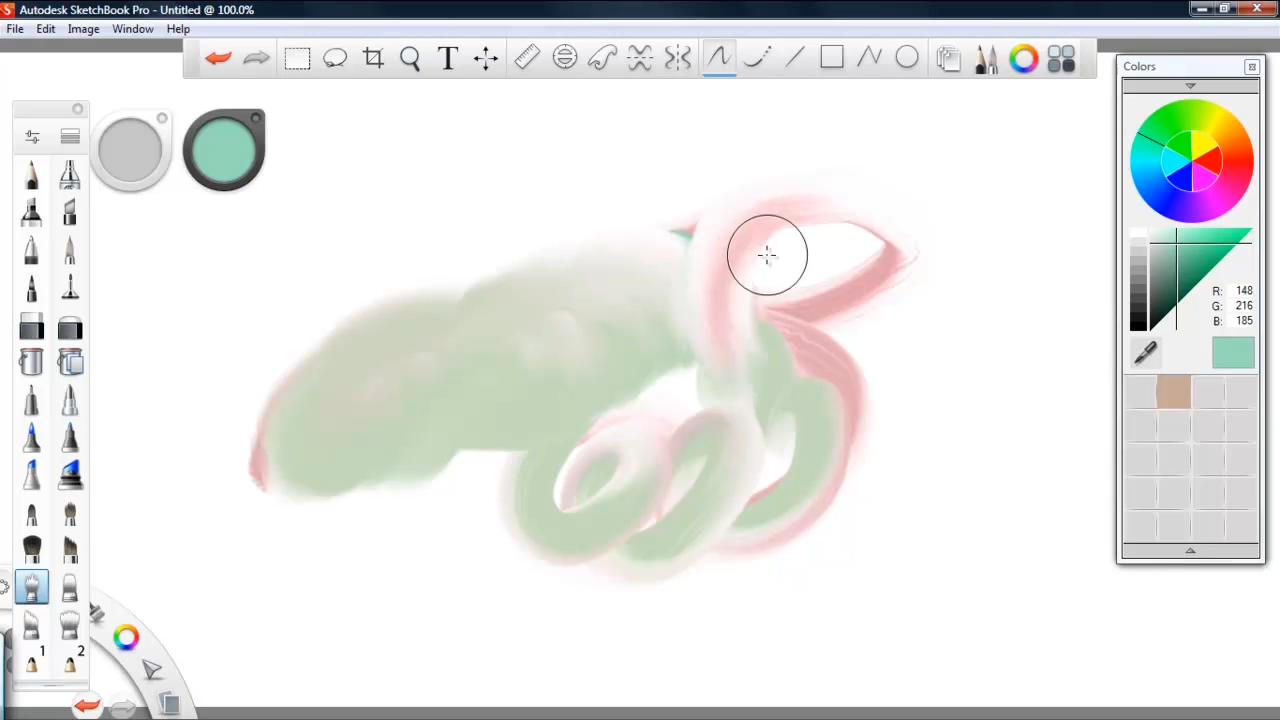 Autodesk SketchBook Pro - Untitled @ 100.0%
File Edit Image Window Help
T
Colors
R: 148
G: 216
B: 185
1 2